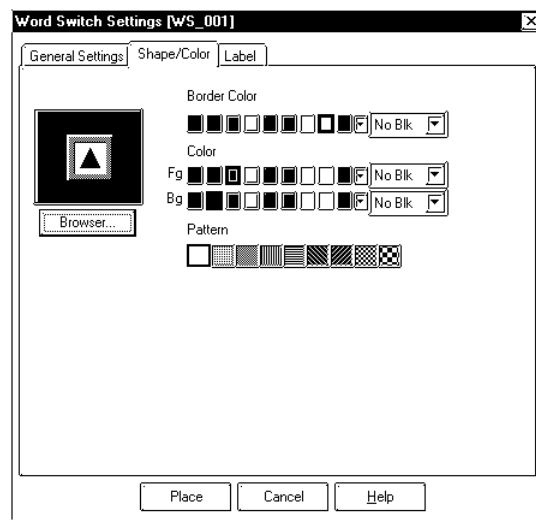 Word Switch Settings [WS_001]
General Settings Shape/Color Label
Border Color
No Blk
Color
Fg No Blk
Bg No Blk
Browser...
Pattern
Place Cancel Help